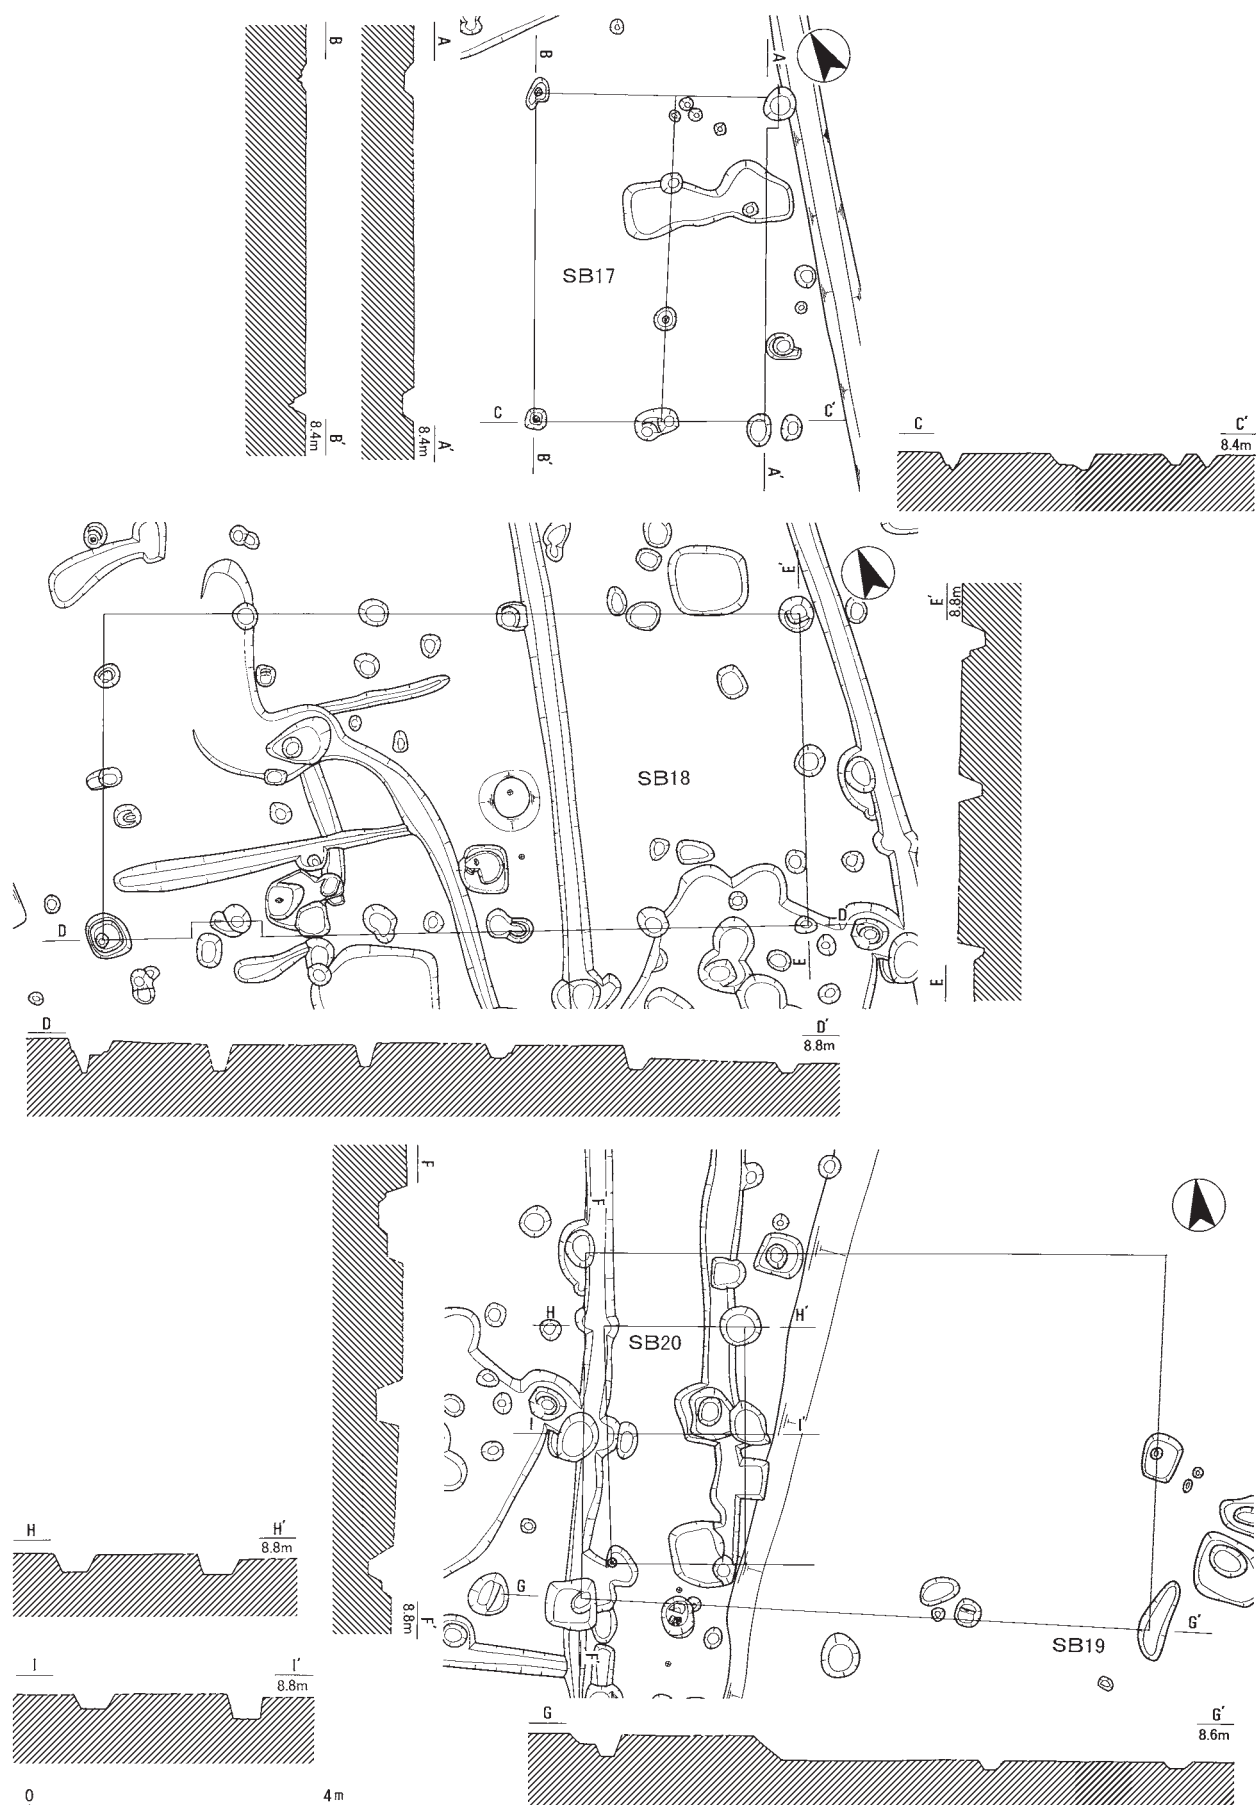 B
A
B
A
SB17
C
C'
B'
A'
8.4m
B'
8.4m
A'
C
C'
8.4m
E'
E'
8.8m
SB18
D
D'
E
E
D
D'
8.8m
F
F
H
H'
SB20
I
I'
G
G'
SB19
F'
8.8m
F'
H
H'
8.8m
I
I'
8.8m
G
G'
8.6m
0
4m